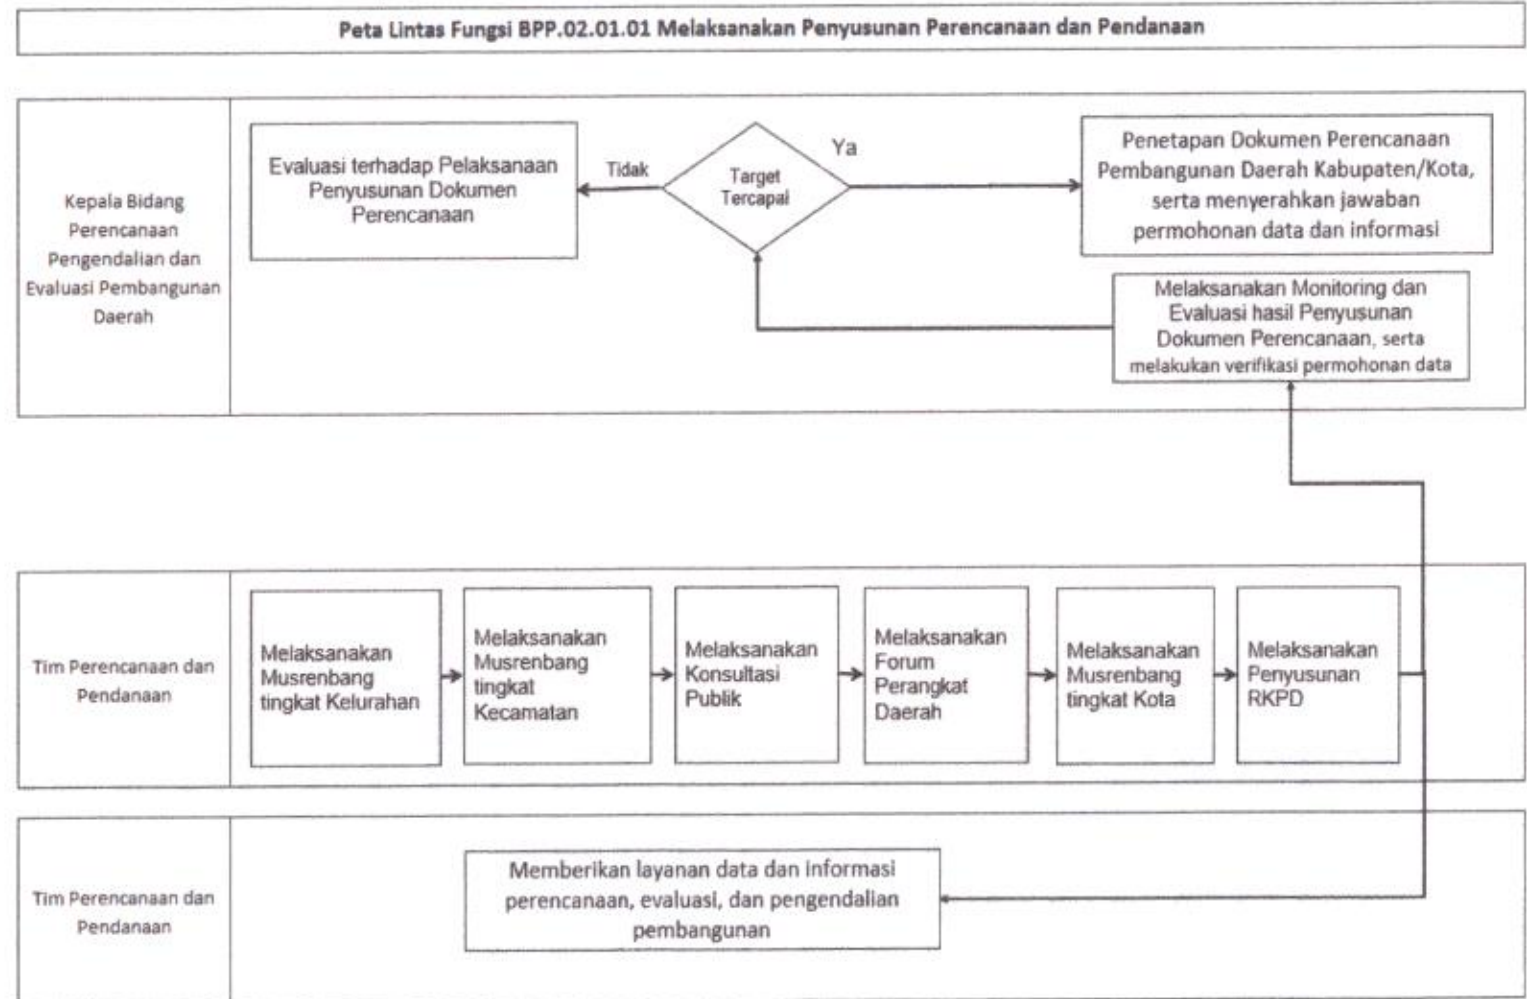 Peta Lintas Fungsi BPP.02.01.01 Melaksanakan Penyusunan Perencanaan dan Pendanaan
Kepala Bidang
Perencanaan
Pengendalian dan
Evaluasi Pembangunan
Daerah
Evaluasi terhadap Pelaksanaan
Penyusunan Dokumen
Perencanaan
Tidak
Target
Tercapai
Ya
Penetapan Dokumen Perencanaan
Pembangunan Daerah Kabupaten/Kota,
serta menyerahkan jawaban
permohonan data dan informasi
Melaksanakan Monitoring dan
Evaluasi hasil Penyusunan
Dokumen Perencanaan, serta
melakukan verifikasi permohonan data
Tim Perencanaan dan
Pendanaan
Melaksanakan
Musrenbang
tingkat Kelurahan
Melaksanakan
Musrenbang
tingkat
Kecamatan
Melaksanakan
Konsultasi
Publik
Melaksanakan
Forum
Perangkat
Daerah
Melaksanakan
Musrenbang
tingkat Kota
Melaksanakan
Penyusunan
RKPD
Tim Perencanaan dan
Pendanaan
Memberikan layanan data dan informasi
perencanaan, evaluasi, dan pengendalian
pembangunan